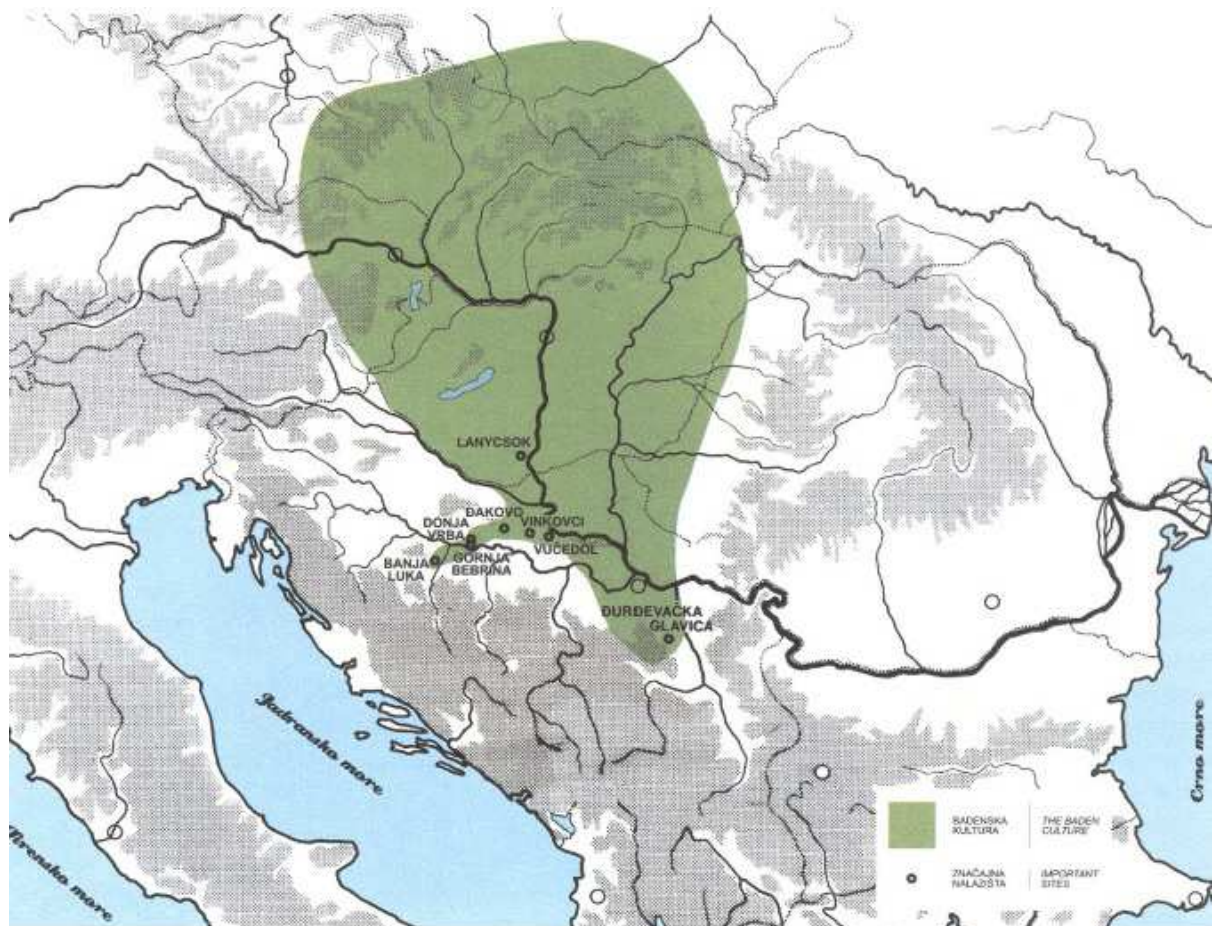 LANYCSOK
ĐAKOVO
DONJA
VRBA
VINKOVCI
VUČEDOL
BANJA
LUKA
GORNJA
BEBRINA
ĐURĐEVAČKA
GLAVICA
Jadransko more
Tirensko more
Crno more
BADENSKA
KULTURA
THE BADEN
CULTURE
ZNAČAJNA
NALAZIŠTA
IMPORTANT
SITES